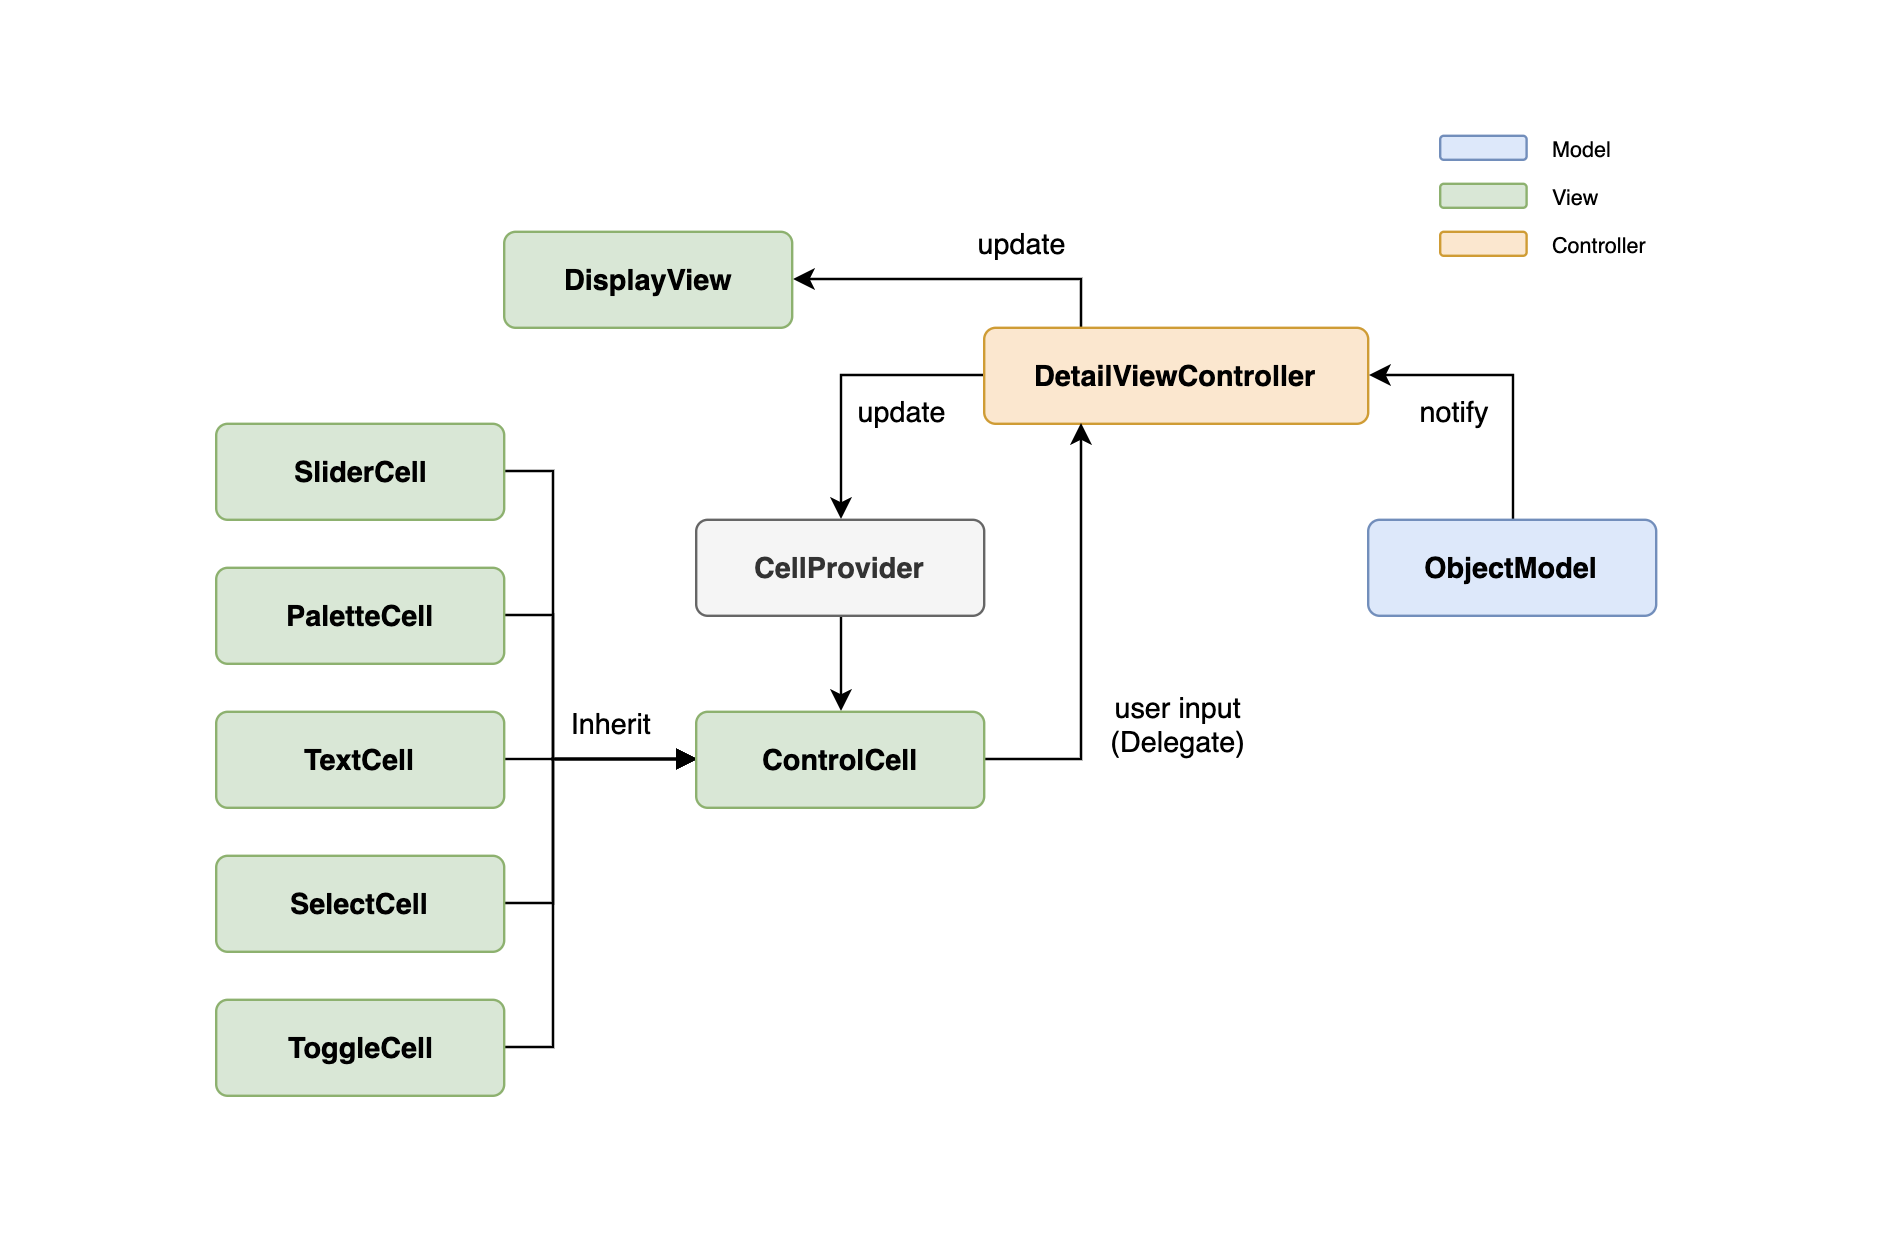 Model
View
Controller
update
DisplayView
DetailViewController
update
notify
SliderCell
CellProvider
ObjectModel
PaletteCell
Inherit
user input
(Delegate)
TextCell
ControlCell
SelectCell
ToggleCell